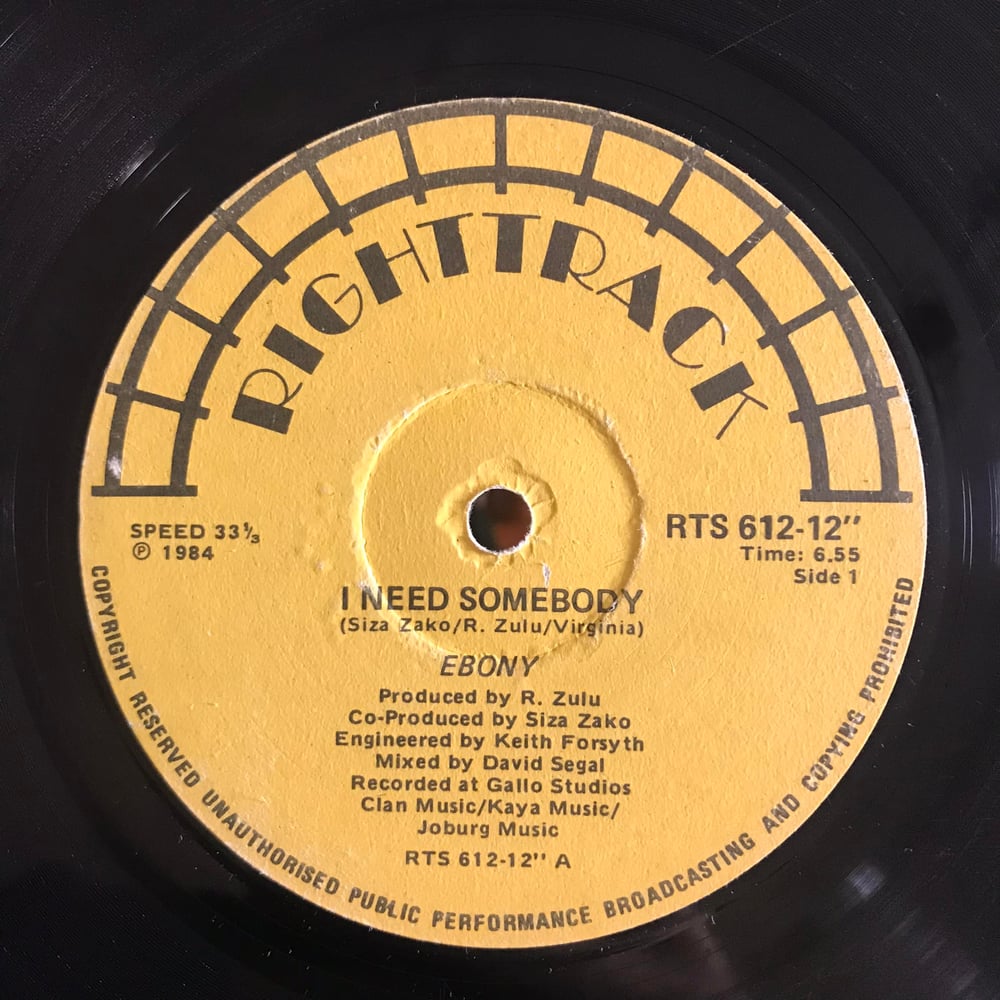 RIGHTTRACK
SPEED 33⅓
℗ 1984
RTS 612-12"
Time: 6.55
Side 1
I NEED SOMEBODY
(Siza Zako/R. Zulu/Virginia)
EBONY
Produced by R. Zulu
Co-Produced by Siza Zako
Engineered by Keith Forsyth
Mixed by David Segal
Recorded at Gallo Studios
Clan Music/Kaya Music/
Joburg Music
RTS 612-12" A
COPYRIGHT RESERVED UNAUTHORISED PUBLIC PERFORMANCE BROADCASTING AND COPYING PROHIBITED